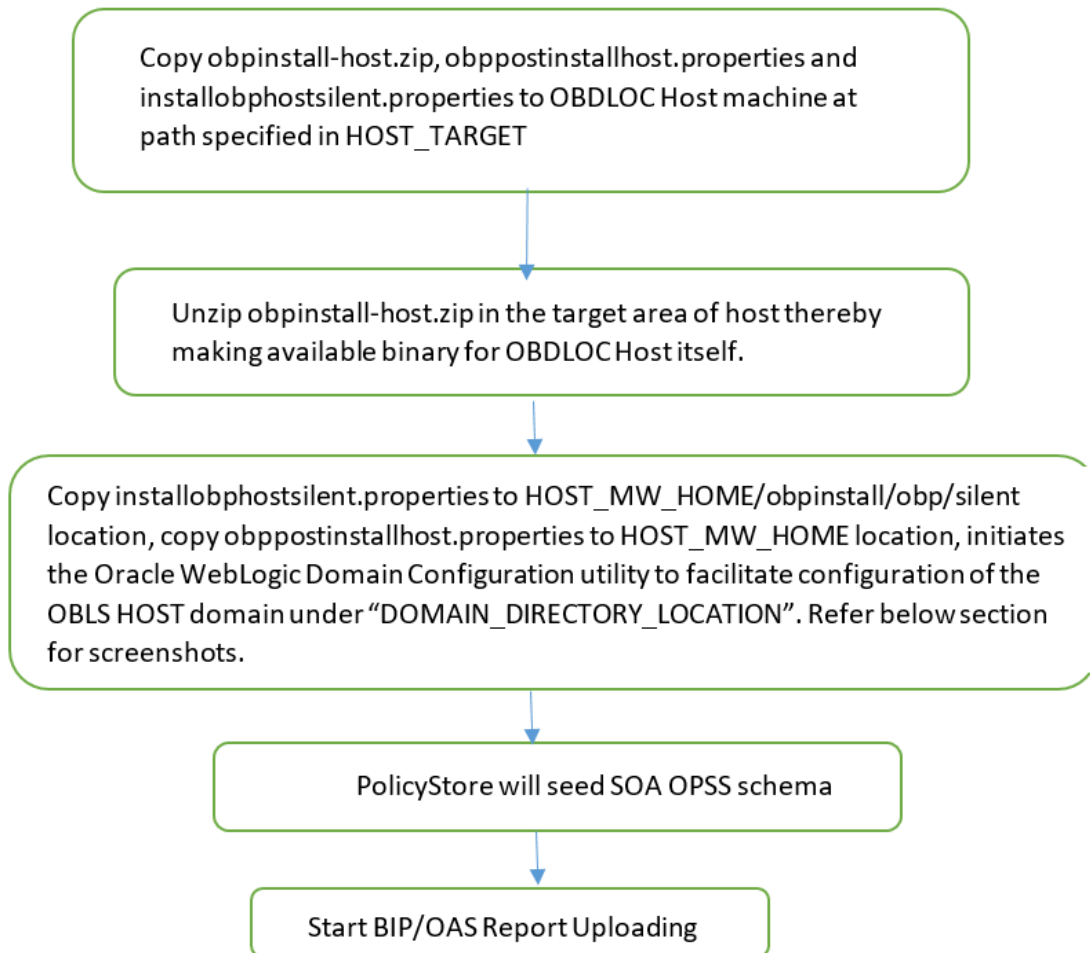 Copy obpinstall-host.zip, obppostinstallhost.properties and
installobphostsilent.properties to OBDLOC Host machine at
path specified in HOST_TARGET
Unzip obpinstall-host.zip in the target area of host thereby
making available binary for OBDLOC Host itself.
Copy installobphostsilent.properties to HOST_MW_HOME/obpinstall/obp/silent
location, copy obppostinstallhost.properties to HOST_MW_HOME location, initiates
the Oracle WebLogic Domain Configuration utility to facilitate configuration of the
OBLS HOST domain under “DOMAIN_DIRECTORY_LOCATION”. Refer below section
for screenshots.
PolicyStore will seed SOA OPSS schema
Start BIP/OAS Report Uploading